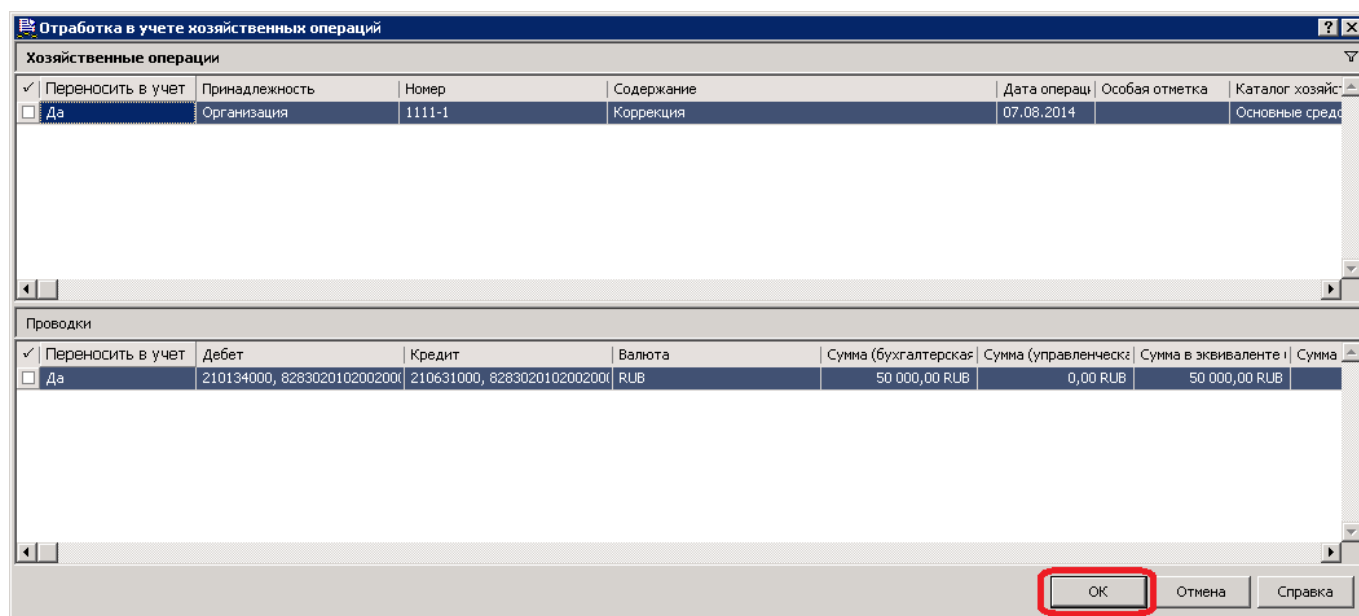 Отработка в учете хозяйственных операций
Хозяйственные операции
Переносить в учет Принадлежность Номер Содержание Дата операци Особая отметка Каталог хозяйст
Да Организация 1111-1 Коррекция 07.08.2014 Основные средс
Проводки
Переносить в учет Дебет Кредит Валюта Сумма (бухгалтерская Сумма (управленческа Сумма в эквиваленте Сумма
Да 210134000, 8283020102002000 210631000, 8283020102002000 RUB 50 000,00 RUB 0,00 RUB 50 000,00 RUB
OK Отмена Справка